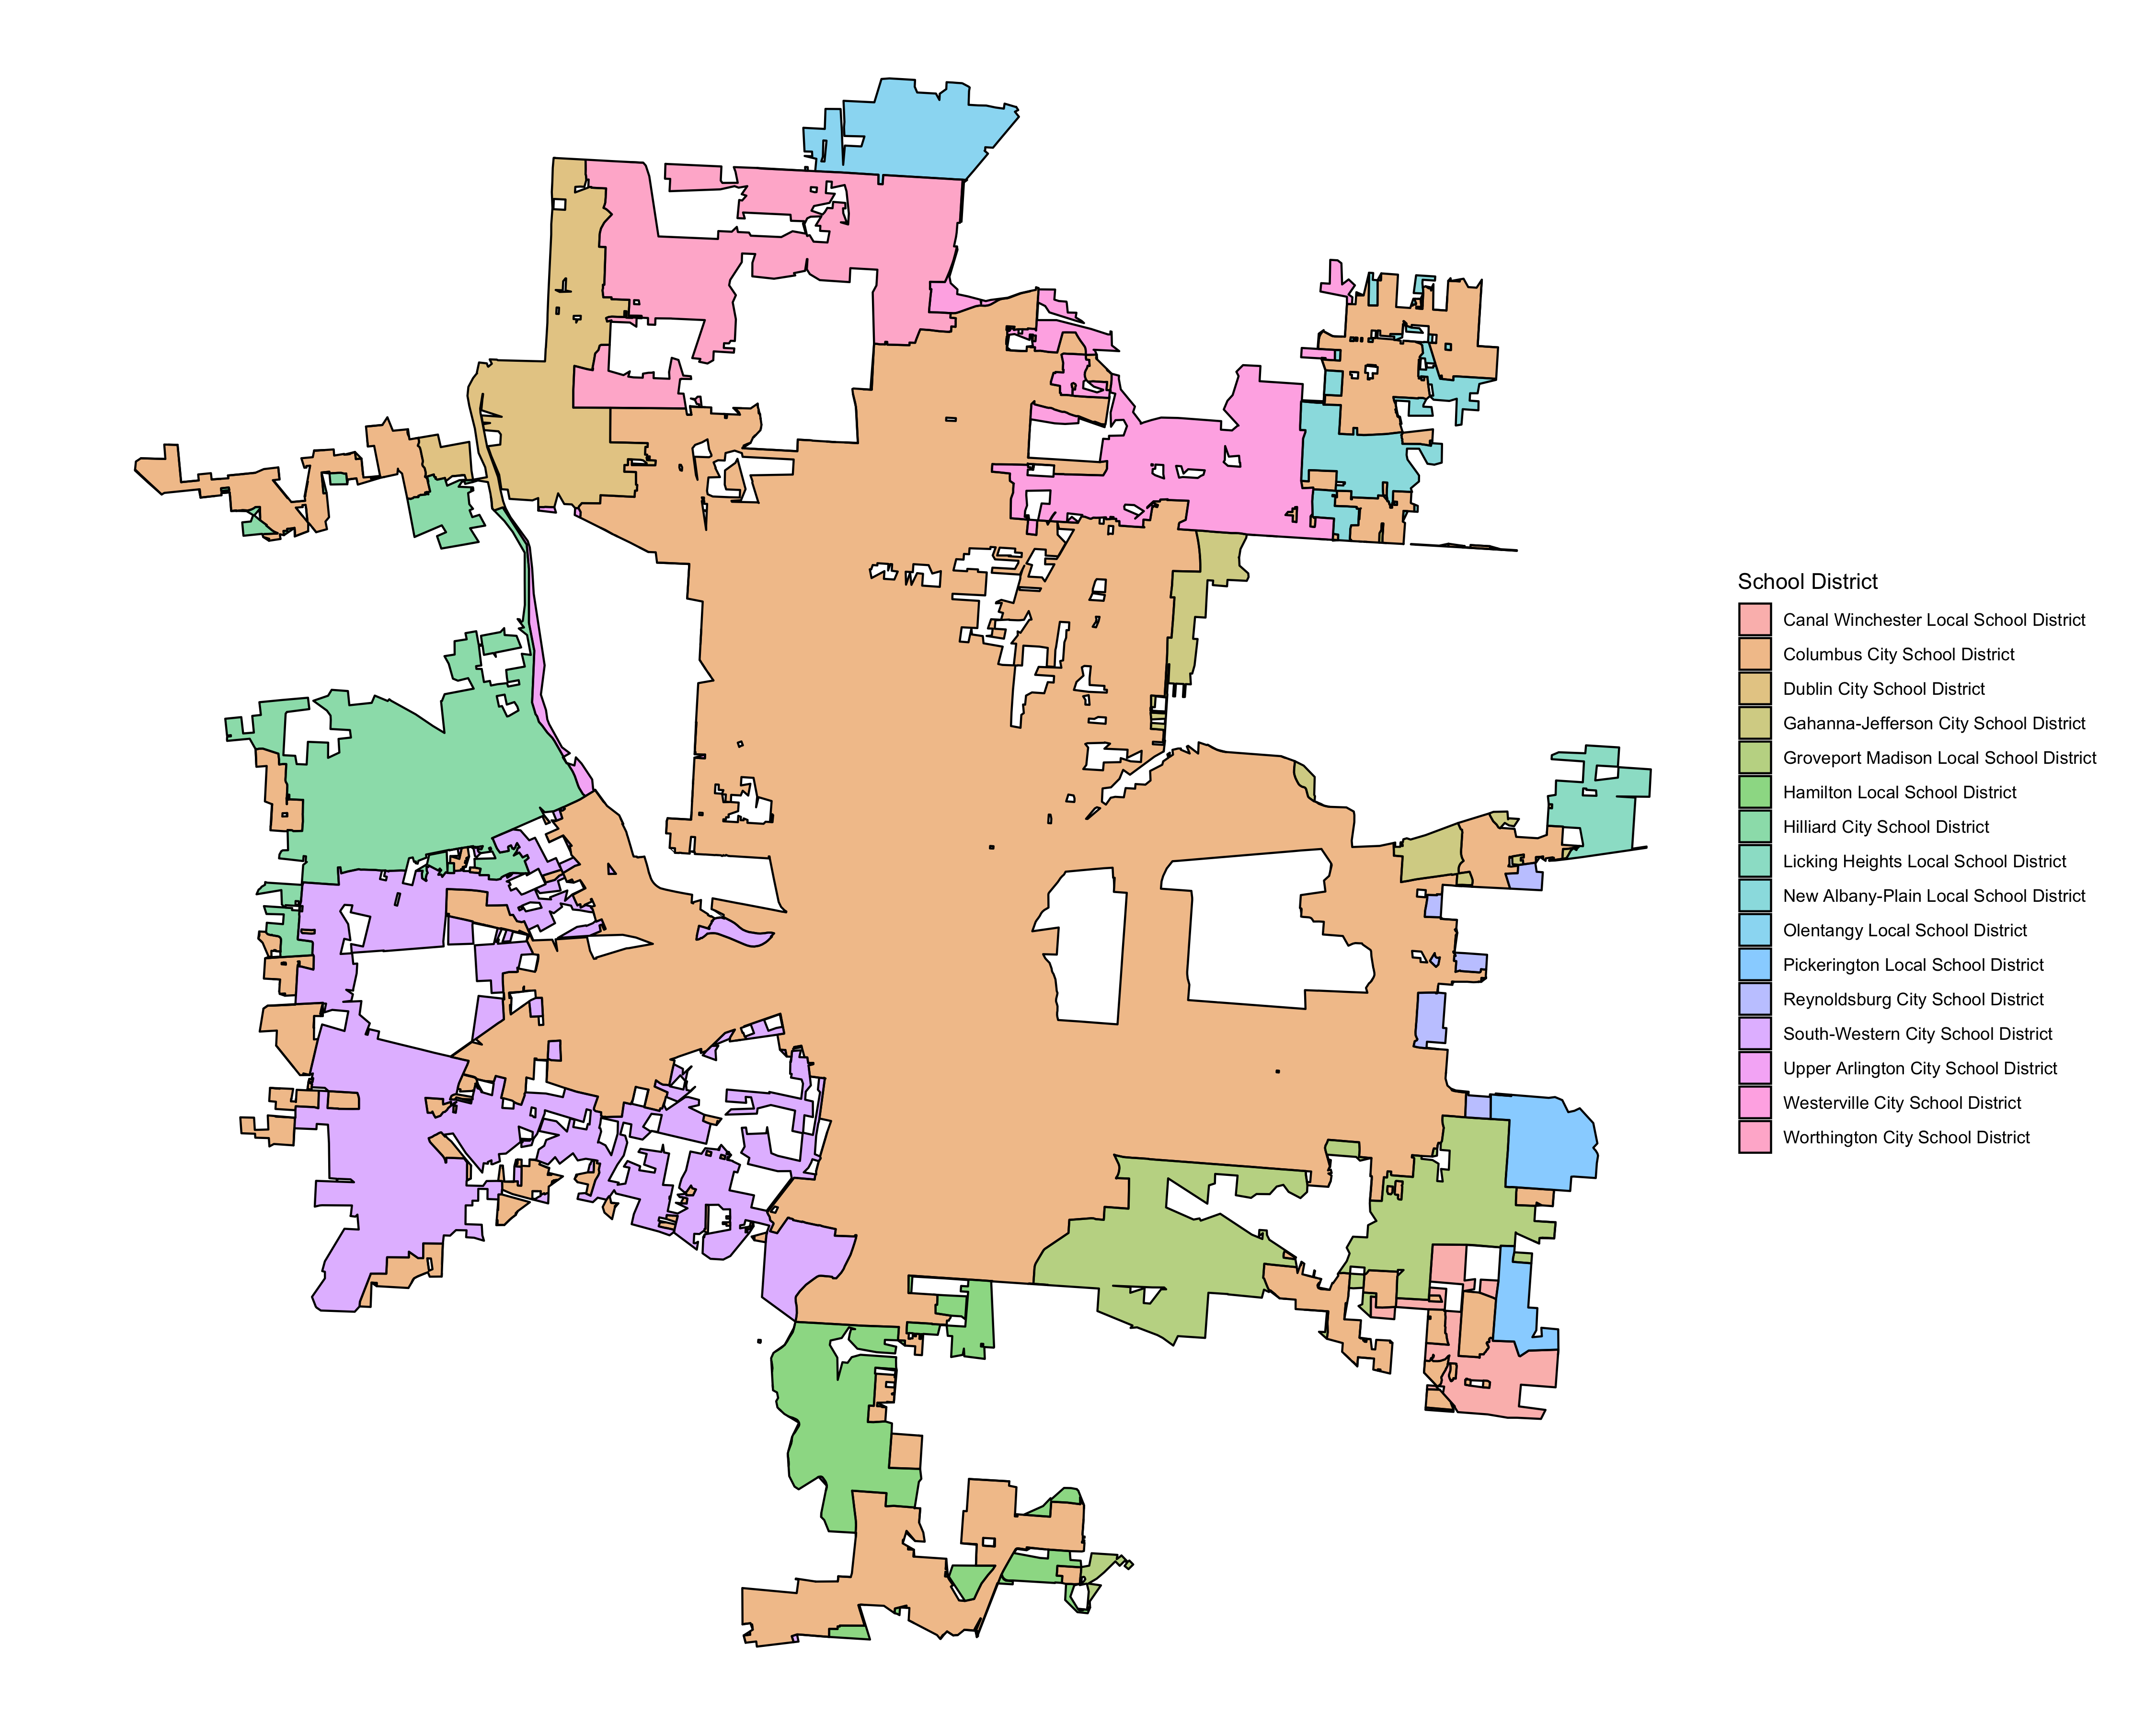 School District
Canal Winchester Local School District
Columbus City School District
Dublin City School District
Gahanna-Jefferson City School District
Groveport Madison Local School District
Hamilton Local School District
Hilliard City School District
Licking Heights Local School District
New Albany-Plain Local School District
Olentangy Local School District
Pickerington Local School District
Reynoldsburg City School District
South-Western City School District
Upper Arlington City School District
Westerville City School District
Worthington City School District